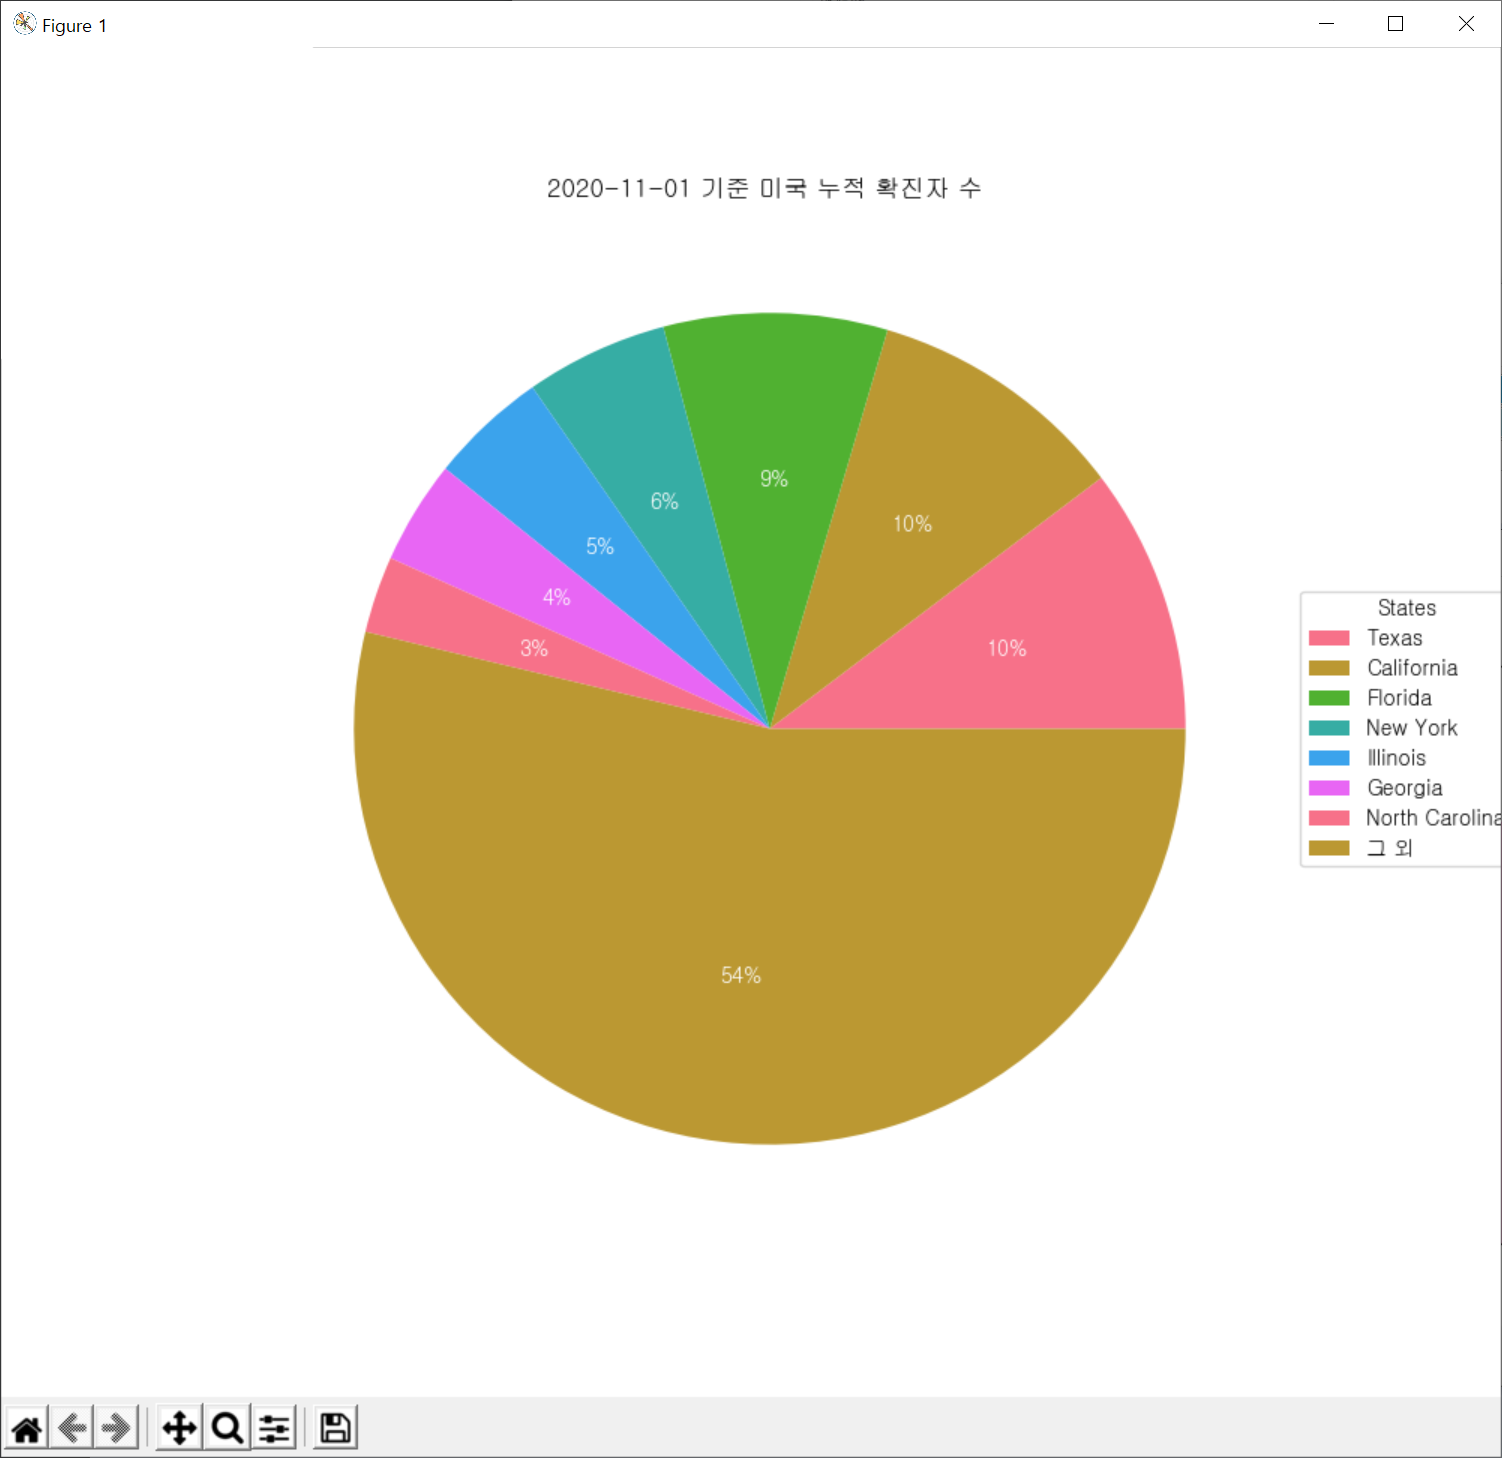 Figure 1
2020-11-01 기준 미국 누적 확진자 수
9%
6%
10%
5%
4%
3%
10%
54%
States
Texas
California
Florida
New York
Illinois
Georgia
North Carolina
그 외